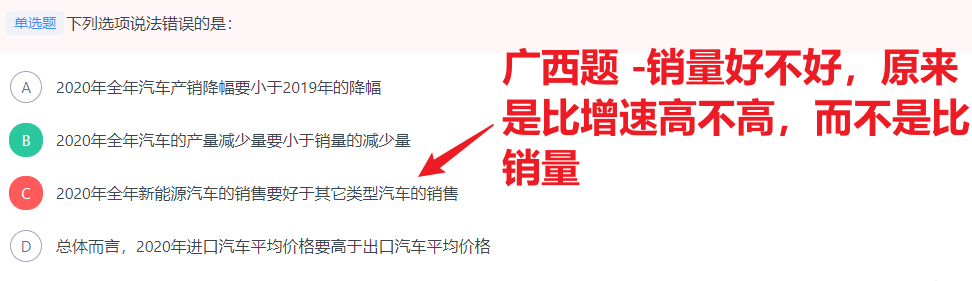 单选题 下列选项说法错误的是：
A 2020年全年汽车产销降幅要小于2019年的降幅
B 2020年全年汽车的产量减少量要小于销量的减少量
C 2020年全年新能源汽车的销售要好于其它类型汽车的销售
D 总体而言，2020年进口汽车平均价格要高于出口汽车平均价格
广西题 -销量好不好，原来
是比增速高不高，而不是比
销量